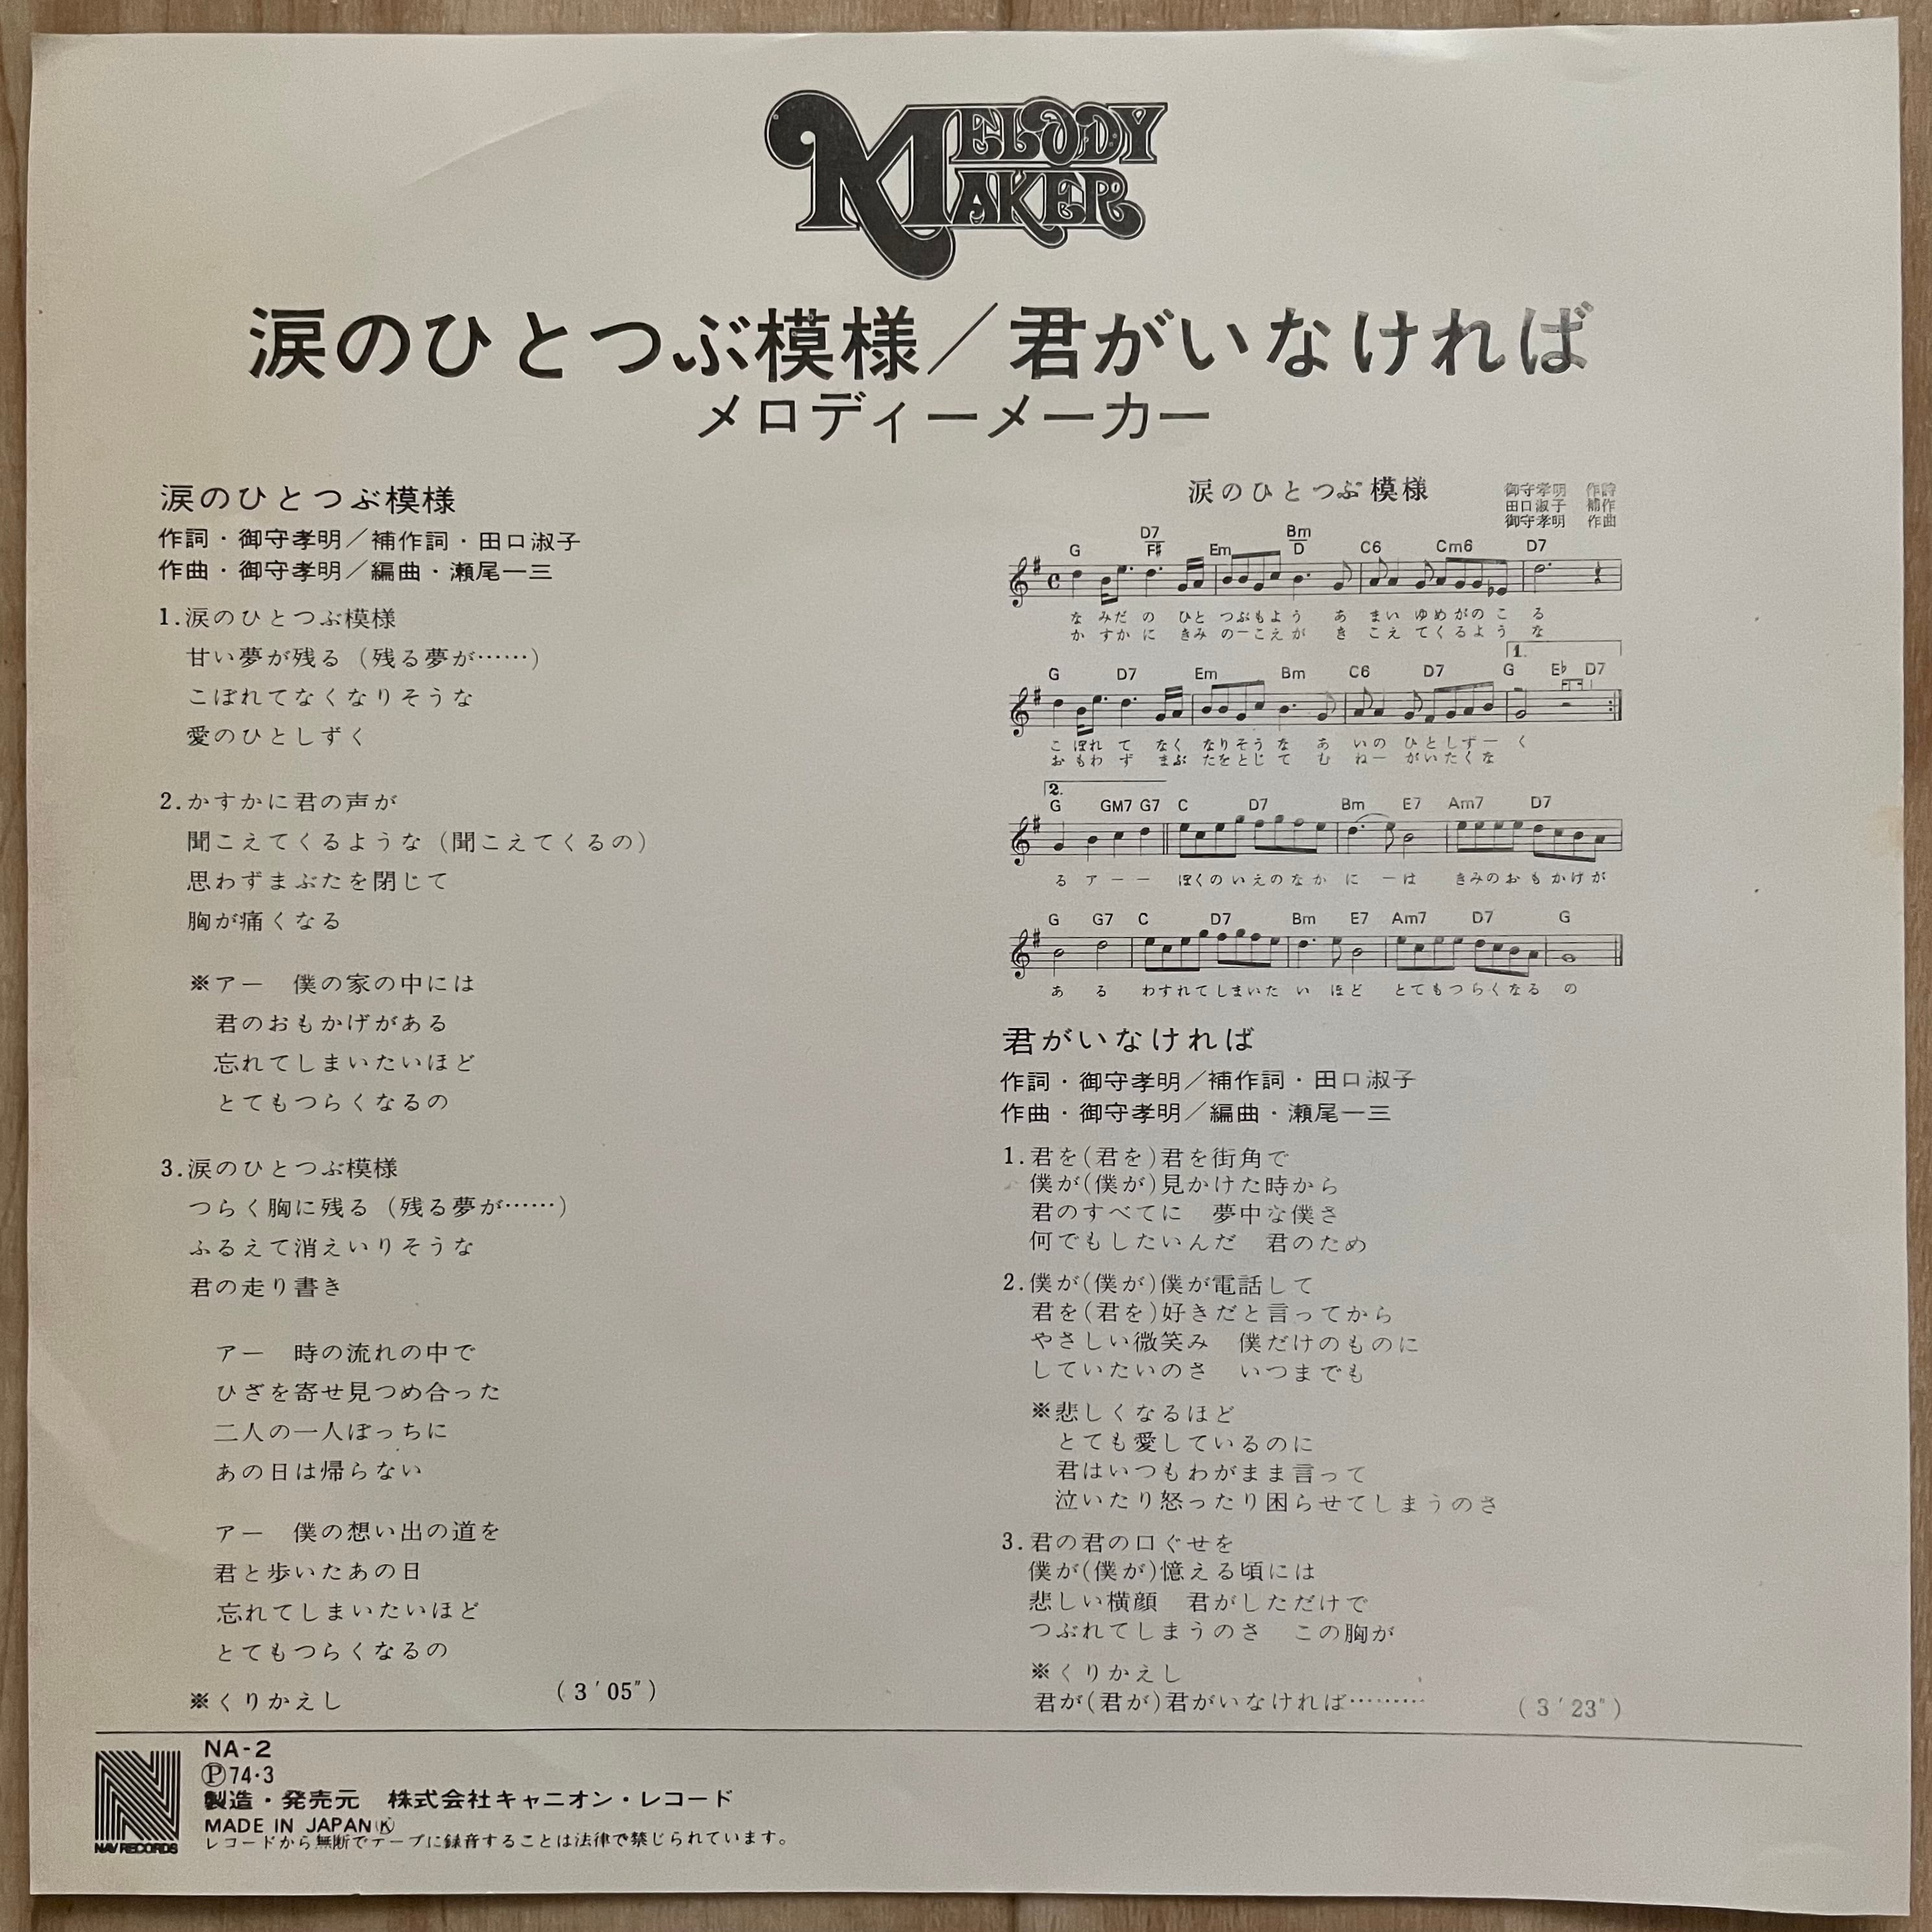 MELODY
MAKER
涙のひとつぶ模様／君がいなければ
メロディーメーカー
涙のひとつぶ模様
作詞・御守孝明／補作詞・田口淑子
作曲・御守孝明／編曲・瀬尾一三
1.涙のひとつぶ模様
甘い夢が残る（残る夢が……）
こぼれてなくなりそうな
愛のひとしずく
2.かすかに君の声が
聞こえてくるような（聞こえてくるの）
思わずまぶたを閉じて
胸が痛くなる
※アー　僕の家の中には
君のおもかげがある
忘れてしまいたいほど
とてもつらくなるの
3.涙のひとつぶ模様
つらく胸に残る（残る夢が……）
ふるえて消えいりそうな
君の走り書き
アー　時の流れの中で
ひざを寄せ見つめ合った
二人の一人ぼっちに
あの日は帰らない
アー　僕の想い出の道を
君と歩いたあの日
忘れてしまいたいほど
とてもつらくなるの
※くりかえし
（3′05″）
涙のひとつぶ模様
御守孝明　作詩
田口淑子　補作
御守孝明　作曲
G D7/F# Em Bm/D C6 Cm6 D7
な みだ の ひと つぶもよう あ まい ゆめがのこ る
か すか に きみ のーこえが き こえ てくるよう な
1.
G D7 Em Bm C6 D7 G E♭ D7
こ ぼれ て なく なりそう な あ いの ひとしずー く
お もわ ず まぶ たをとじ て む ねー がいたくな
2.
G GM7 G7 C D7 Bm E7 Am7 D7
る アーー ぼくのいえのなか に ーは きみのおもかげが
G G7 C D7 Bm E7 Am7 D7 G
あ る わすれてしまいた い ほど とてもつらくなる の
君がいなければ
作詞・御守孝明／補作詞・田口淑子
作曲・御守孝明／編曲・瀬尾一三
1.君を(君を)君を街角で
僕が(僕が)見かけた時から
君のすべてに　夢中な僕さ
何でもしたいんだ　君のため
2.僕が(僕が)僕が電話して
君を(君を)好きだと言ってから
やさしい微笑み　僕だけのものに
していたいのさ　いつまでも
※悲しくなるほど
とても愛しているのに
君はいつもわがまま言って
泣いたり怒ったり困らせてしまうのさ
3.君の君の口ぐせを
僕が(僕が)憶える頃には
悲しい横顔　君がしただけで
つぶれてしまうのさ　この胸が
※くりかえし
君が(君が)君がいなければ………
（3′23″）
NAV RECORDS
NA-2
Ⓟ74·3
製造・発売元　株式会社キャニオン・レコード
MADE IN JAPANⓀ
レコードから無断でテープに録音することは法律で禁じられています。